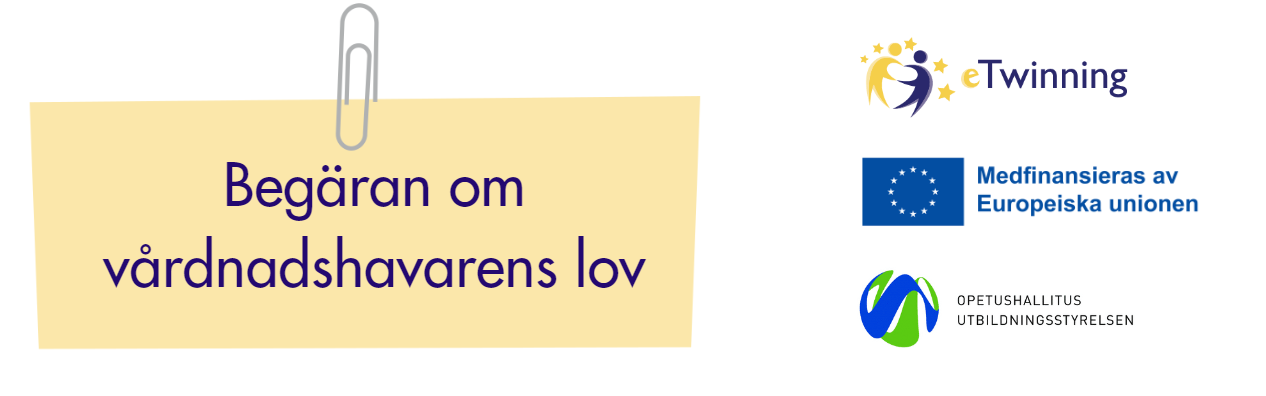 Begäran om
vårdnadshavarens lov
eTwinning
Medfinansieras av
Europeiska unionen
OPETUSHALLITUS
UTBILDNINGSSTYRELSEN